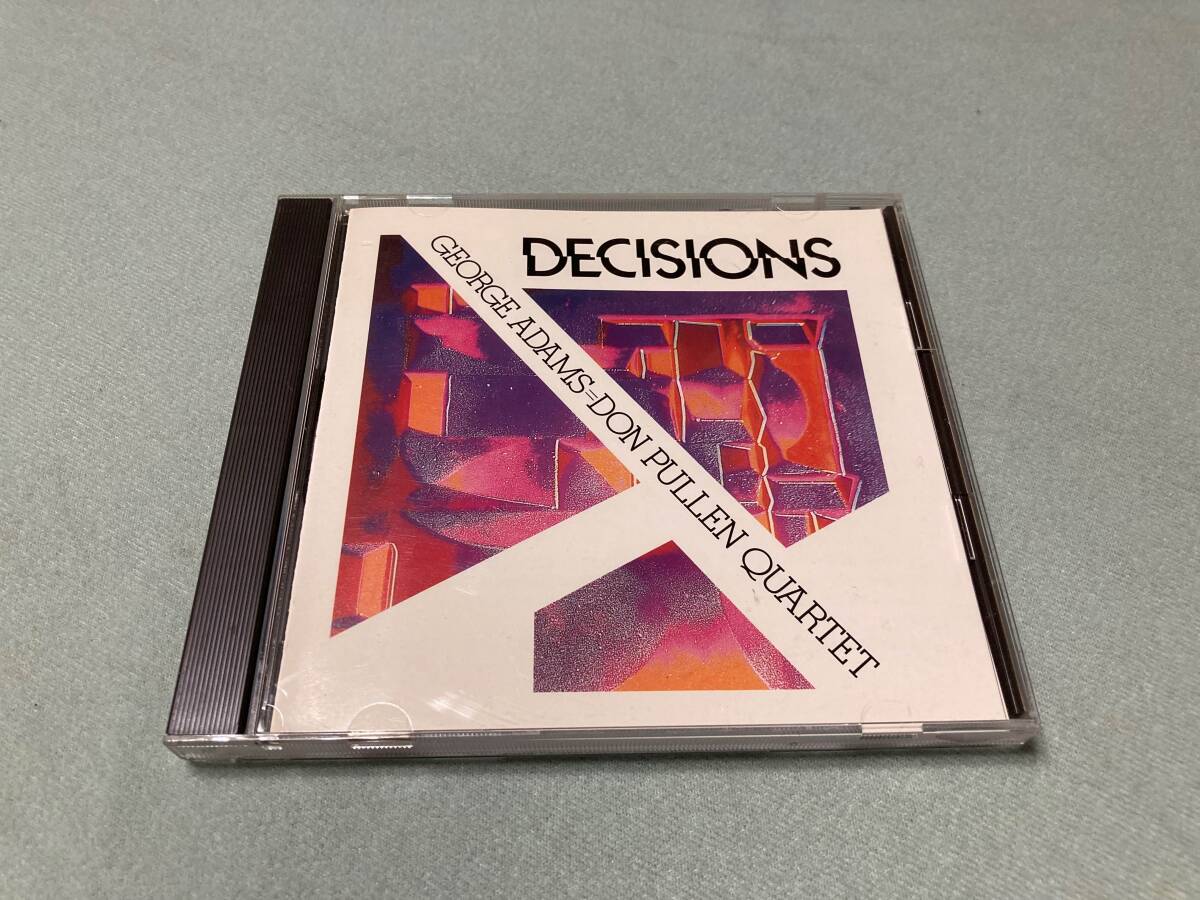 DECISIONS
GEORGE ADAMS=DON PULLEN QUARTET